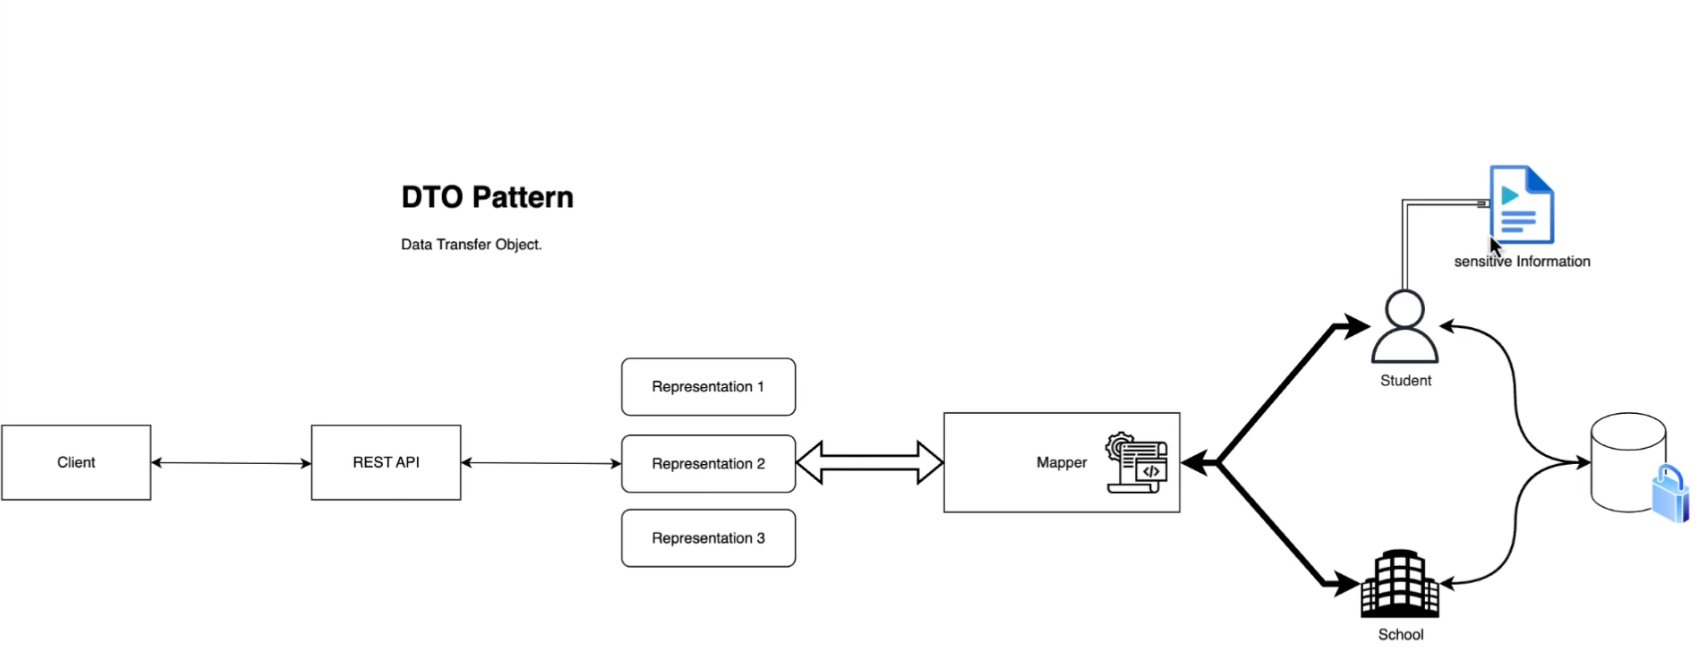 DTO Pattern
Data Transfer Object.
sensitive Information
Student
Representation 1
Client
REST API
Representation 2
Mapper
</>
Representation 3
School